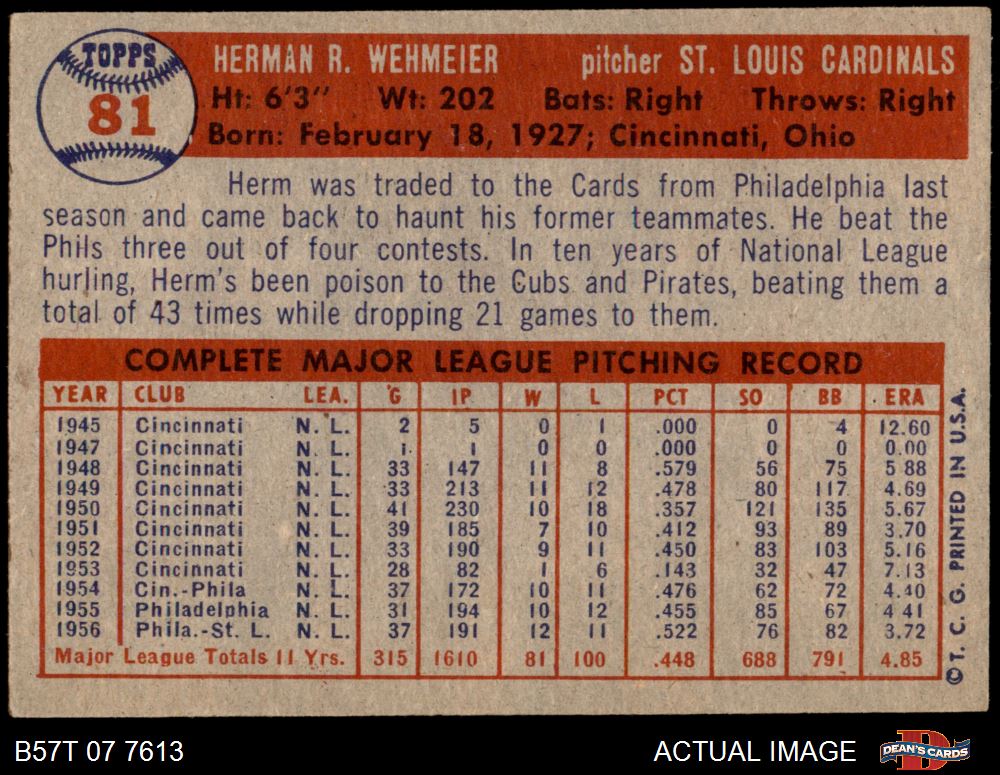 TOPPS
81
HERMAN R. WEHMEIER pitcher ST. LOUIS CARDINALS
Ht: 6'3" Wt: 202 Bats: Right Throws: Right
Born: February 18, 1927; Cincinnati, Ohio
Herm was traded to the Cards from Philadelphia last
season and came back to haunt his former teammates. He beat the
Phils three out of four contests. In ten years of National League
hurling, Herm's been poison to the Cubs and Pirates, beating them a
total of 43 times while dropping 21 games to them.
COMPLETE MAJOR LEAGUE PITCHING RECORD
YEAR CLUB LEA. G IP W L PCT SO BB ERA
1945 Cincinnati N. L. 2 5 0 1 .000 0 4 12.60
1947 Cincinnati N. L. 1 1 0 0 .000 0 0 0.00
1948 Cincinnati N. L. 33 147 11 8 .579 56 75 5 88
1949 Cincinnati N. L. 33 213 11 12 .478 80 117 4.69
1950 Cincinnati N. L. 41 230 10 18 .357 121 135 5.67
1951 Cincinnati N. L. 39 185 7 10 .412 93 89 3.70
1952 Cincinnati N. L. 33 190 9 11 .450 83 103 5.16
1953 Cincinnati N. L. 28 82 1 6 .143 32 47 7.13
1954 Cin.-Phila N. L. 37 172 10 11 .476 62 72 4.40
1955 Philadelphia N. L. 31 194 10 12 .455 85 67 4 41
1956 Phila.-St. L. N. L. 37 191 12 11 .522 76 82 3.72
Major League Totals 11 Yrs. 315 1610 81 100 .448 688 791 4.85
©T. C. G. PRINTED IN U.S.A.
B57T 07 7613 ACTUAL IMAGE
D
DEAN'S CARDS